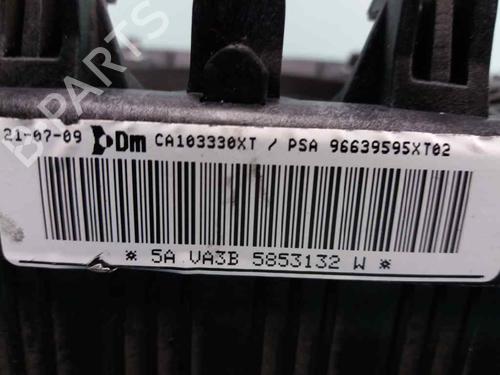 B PARTS
21-07-09 Dm CA103330XT / PSA 96639595XT02
* 5A VA3B 5853132 W *